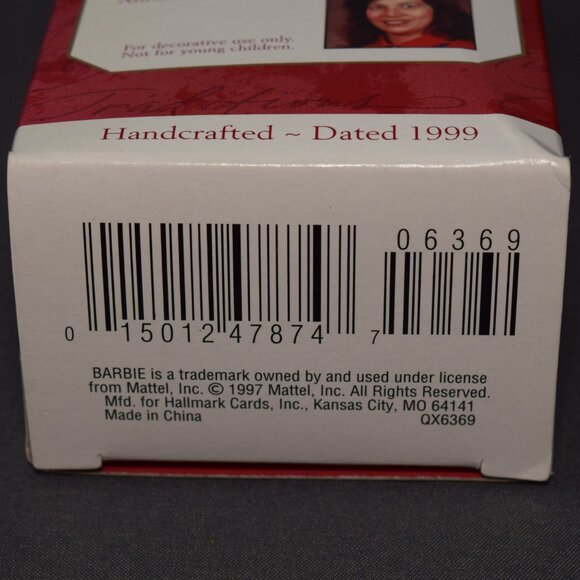 For decorative use only.
Not for young children.
Traditions
Handcrafted ~ Dated 1999
06369
0 15012 47874 7
BARBIE is a trademark owned by and used under license
from Mattel, Inc. © 1997 Mattel, Inc. All Rights Reserved.
Mfd. for Hallmark Cards, Inc., Kansas City, MO 64141
Made in China QX6369